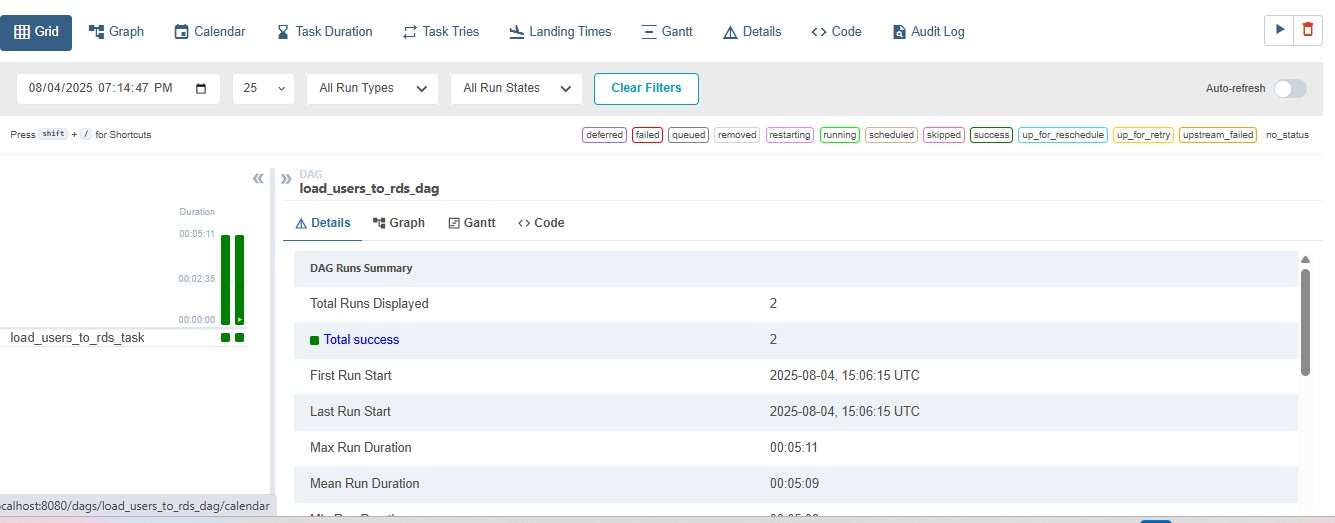 Grid Graph Calendar Task Duration Task Tries Landing Times Gantt Details <> Code Audit Log
08/04/2025 07:14:47 PM 25 All Run Types All Run States Clear Filters Auto-refresh
Press shift + / for Shortcuts deferred failed queued removed restarting running scheduled skipped success up_for_reschedule up_for_retry upstream_failed no_status
« » DAG
load_users_to_rds_dag
Duration
00:05:11
00:02:35
00:00:00
load_users_to_rds_task
Details Graph Gantt <> Code
DAG Runs Summary
Total Runs Displayed 2
Total success 2
First Run Start 2025-08-04, 15:06:15 UTC
Last Run Start 2025-08-04, 15:06:15 UTC
Max Run Duration 00:05:11
Mean Run Duration 00:05:09
calhost:8080/dags/load_users_to_rds_dag/calendar